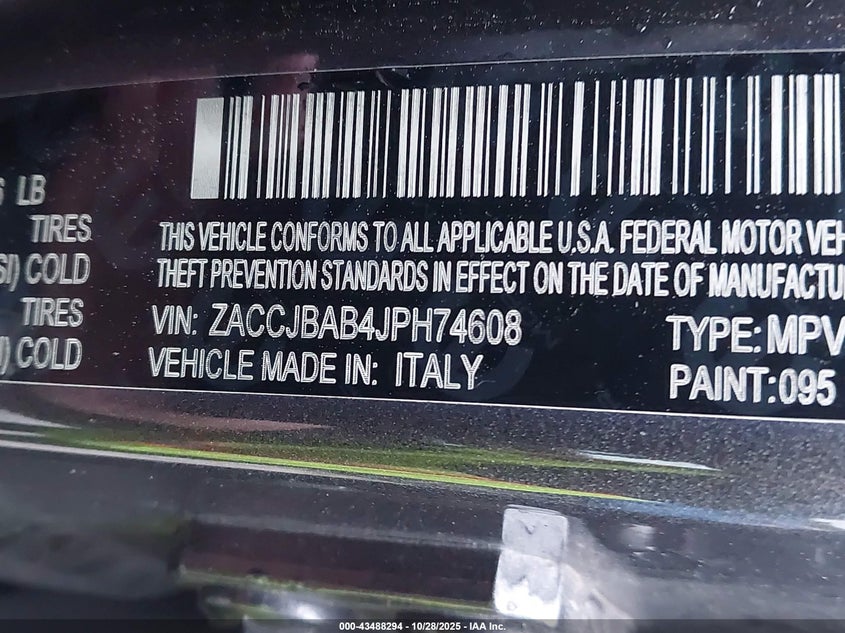 LB
TIRES
COLD
TIRES
COLD
THIS VEHICLE CONFORMS TO ALL APPLICABLE U.S.A. FEDERAL MOTOR VEH
THEFT PREVENTION STANDARDS IN EFFECT ON THE DATE OF MANUFACTU
VIN: ZACCJBAB4JPH74608
TYPE: MPV
VEHICLE MADE IN: ITALY
PAINT: 095
000-43488294 - 10/28/2025 - IAA Inc.